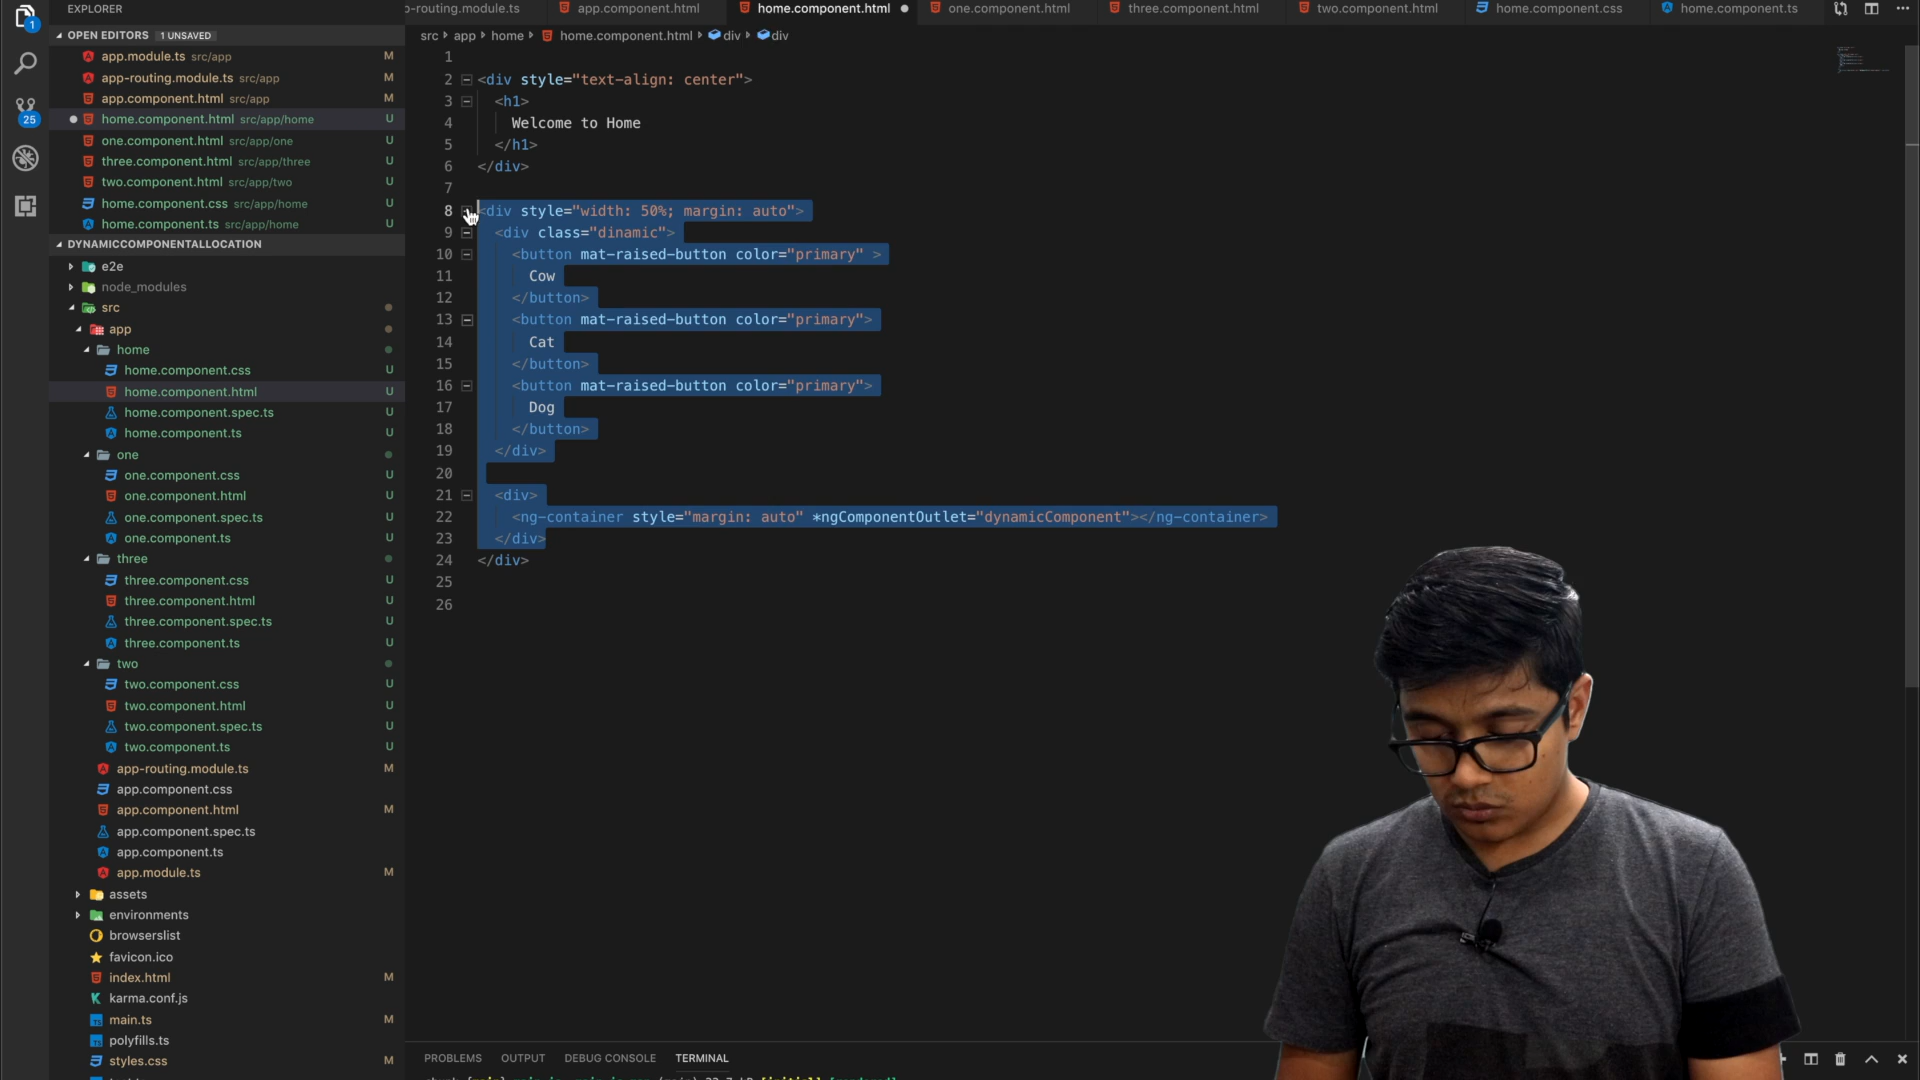 EXPLORER
OPEN EDITORS 1 UNSAVED
app.module.ts src/app M
app-routing.module.ts src/app M
app.component.html src/app M
home.component.html src/app/home U
one.component.html src/app/one U
three.component.html src/app/three U
two.component.html src/app/two U
home.component.css src/app/home U
home.component.ts src/app/home U
DYNAMICCOMPONENTALLOCATION
e2e
node_modules
src
app
home
home.component.css U
home.component.html U
home.component.spec.ts U
home.component.ts U
one
one.component.css U
one.component.html U
one.component.spec.ts U
one.component.ts U
three
three.component.css U
three.component.html U
three.component.spec.ts U
three.component.ts U
two
two.component.css U
two.component.html U
two.component.spec.ts U
two.component.ts U
app-routing.module.ts M
app.component.css
app.component.html M
app.component.spec.ts
app.component.ts
app.module.ts M
assets
environments
browserslist
favicon.ico
index.html M
karma.conf.js
main.ts M
polyfills.ts
styles.css M
1
25
o-routing.module.ts app.component.html home.component.html one.component.html three.component.html two.component.html home.component.css home.component.ts
src app home home.component.html div div
1
2 <div style="text-align: center">
3 <h1>
4 Welcome to Home
5 </h1>
6 </div>
7
8 <div style="width: 50%; margin: auto">
9 <div class="dinamic">
10 <button mat-raised-button color="primary" >
11 Cow
12 </button>
13 <button mat-raised-button color="primary">
14 Cat
15 </button>
16 <button mat-raised-button color="primary">
17 Dog
18 </button>
19 </div>
20
21 <div>
22 <ng-container style="margin: auto" *ngComponentOutlet="dynamicComponent"></ng-container>
23 </div>
24 </div>
25
26
PROBLEMS OUTPUT DEBUG CONSOLE TERMINAL